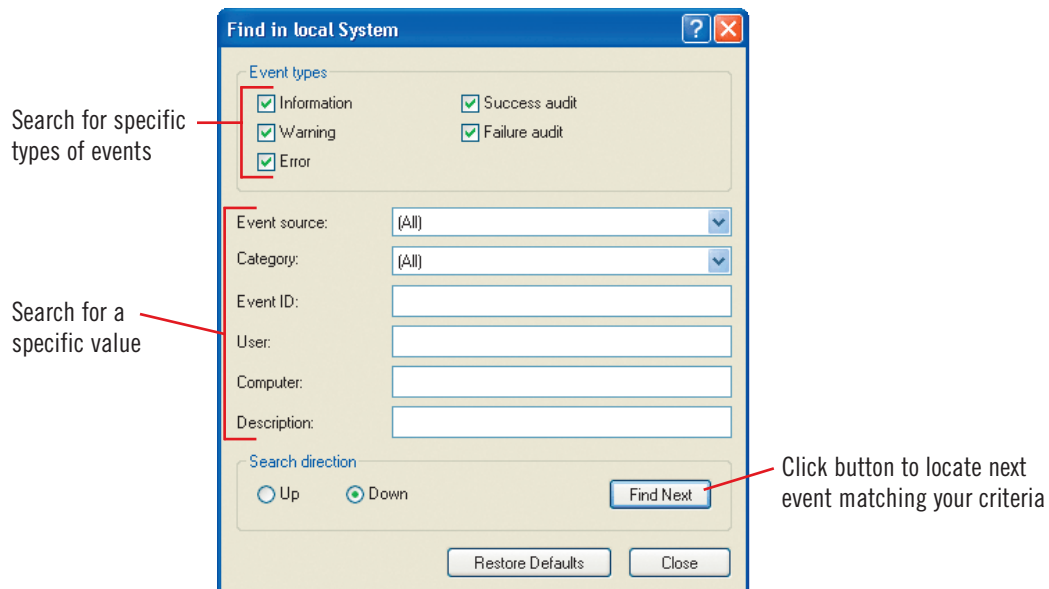 Find in local System
Event types
Information
Success audit
Search for specific
types of events
Warning
Failure audit
Error
Event source:
(All)
Category:
(All)
Event ID:
Search for a
specific value
User:
Computer:
Description:
Search direction
Up
Down
Find Next
Click button to locate next
event matching your criteria
Restore Defaults
Close